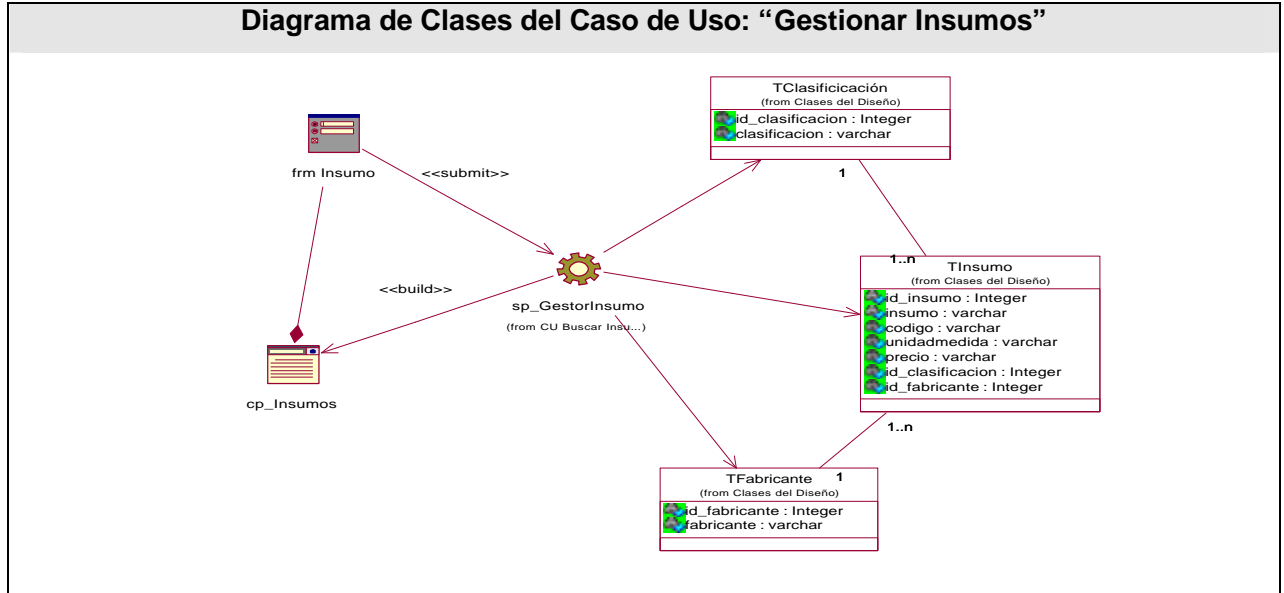 Diagrama de Clases del Caso de Uso: “Gestionar Insumos”
TClasificicación
(from Clases del Diseño)
id_clasificacion : Integer
clasificacion : varchar
frm Insumo
<<submit>>
1
1..n
TInsumo
(from Clases del Diseño)
id_insumo : Integer
insumo : varchar
codigo : varchar
unidadmedida : varchar
precio : varchar
id_clasificacion : Integer
id_fabricante : Integer
<<build>>
sp_GestorInsumo
(from CU Buscar Insu...)
cp_Insumos
1..n
TFabricante
1
(from Clases del Diseño)
id_fabricante : Integer
fabricante : varchar